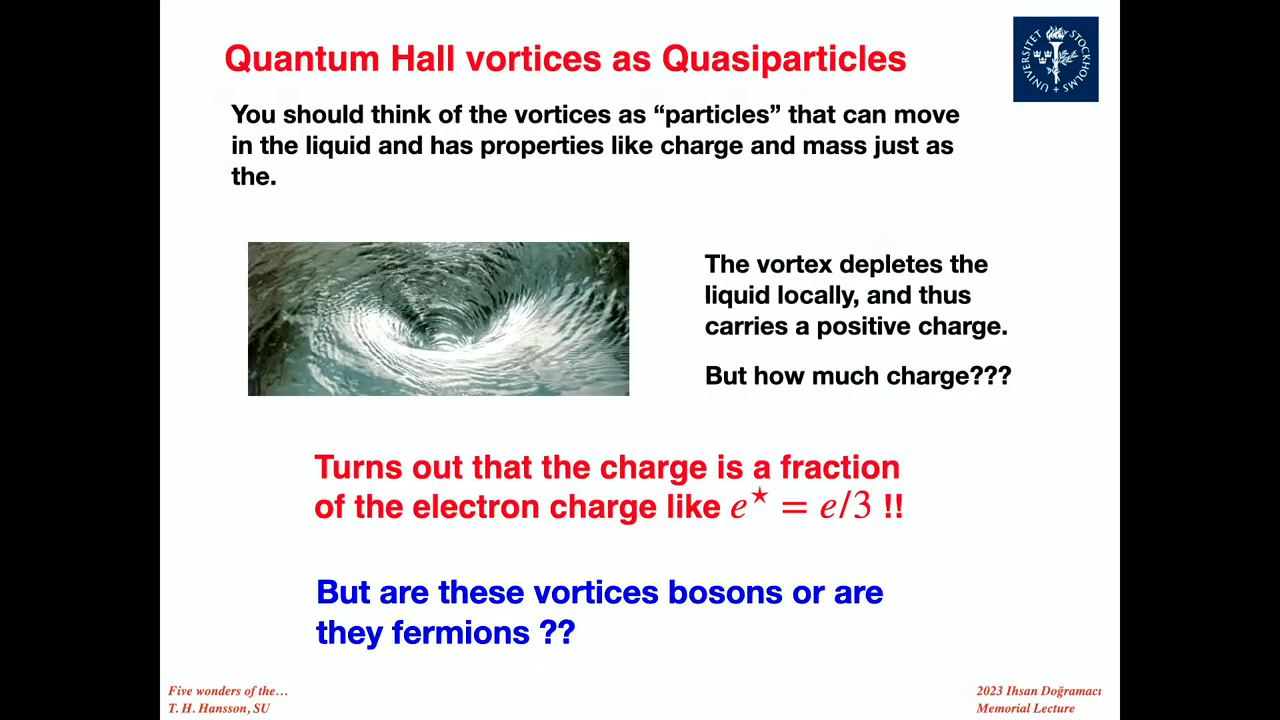 Quantum Hall vortices as Quasiparticles
STOCKHOLMS UNIVERSITET
You should think of the vortices as “particles” that can move
in the liquid and has properties like charge and mass just as
the.
The vortex depletes the
liquid locally, and thus
carries a positive charge.
But how much charge???
Turns out that the charge is a fraction
of the electron charge like e⋆ = e/3 !!
But are these vortices bosons or are
they fermions ??
Five wonders of the…
T. H. Hansson, SU
2023 Ihsan Doğramacı
Memorial Lecture